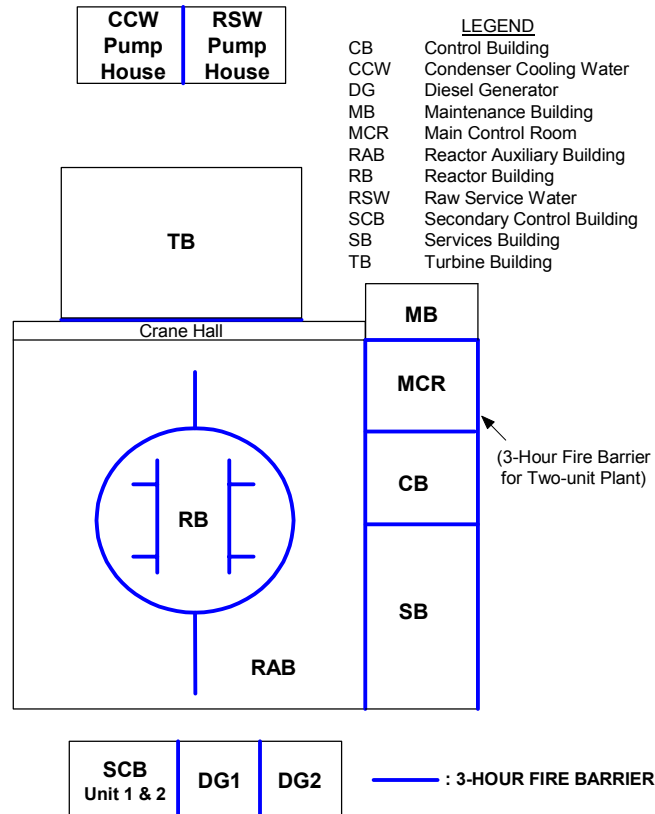 CCW
Pump
House
RSW
Pump
House
LEGEND
CB Control Building
CCW Condenser Cooling Water
DG Diesel Generator
MB Maintenance Building
MCR Main Control Room
RAB Reactor Auxiliary Building
RB Reactor Building
RSW Raw Service Water
SCB Secondary Control Building
SB Services Building
TB Turbine Building
TB
MB
Crane Hall
MCR
(3-Hour Fire Barrier
for Two-unit Plant)
CB
RB
SB
RAB
SCB
Unit 1 & 2
DG1
DG2
: 3-HOUR FIRE BARRIER